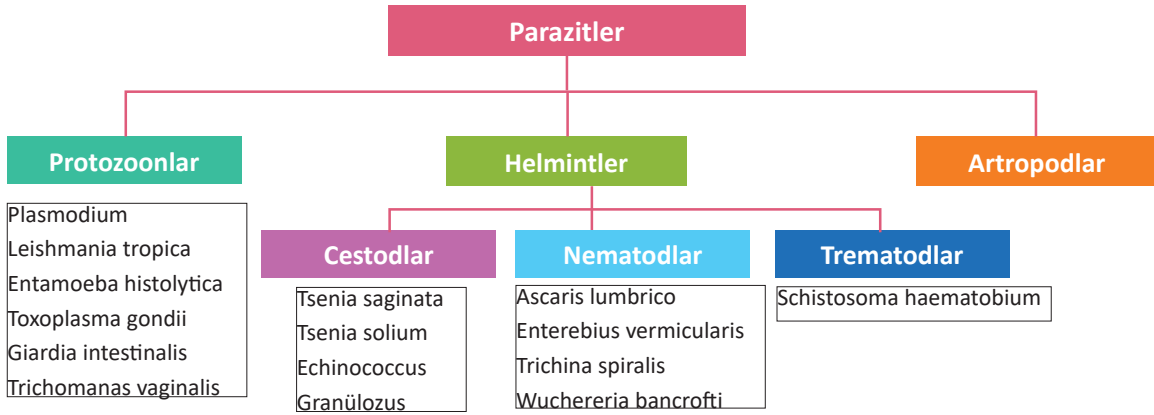 Parazitler
Protozoonlar
Helmintler
Artropodlar
Plasmodium
Leishmania tropica
Entamoeba histolytica
Toxoplasma gondii
Giardia intestinalis
Trichomanas vaginalis
Cestodlar
Tsenia saginata
Tsenia solium
Echinococcus
Granülozus
Nematodlar
Ascaris lumbrico
Enterebius vermicularis
Trichina spiralis
Wuchereria bancrofti
Trematodlar
Schistosoma haematobium